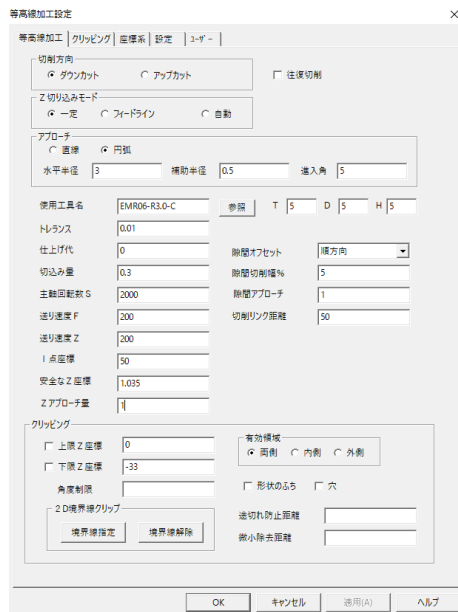 等高線加工設定
等高線加工 クリッピング 座標系 設定 ユーザー
切削方向
ダウンカット アップカット 往復切削
Z切り込みモード
一定 フィードライン 自動
アプローチ
直線 円弧
水平半径 3 補助半径 0.5 進入角 5
使用工具名 EMR06-R3.0-C 参照 T 5 D 5 H 5
トレランス 0.01
仕上げ代 0 隙間オフセット 順方向
切込み量 0.3 隙間切削幅% 5
主軸回転数S 2000 隙間アプローチ 1
送り速度F 200 切削リンク距離 50
送り速度Z 200
I点座標 50
安全なZ座標 1.035
Zアプローチ量 1
クリッピング
上限Z座標 0 有効領域
両側 内側 外側
下限Z座標 -33
角度制限 形状のふち 穴
2D境界線クリップ
境界線指定 境界線解除
途切れ防止距離
微小除去距離
OK キャンセル 適用(A) ヘルプ